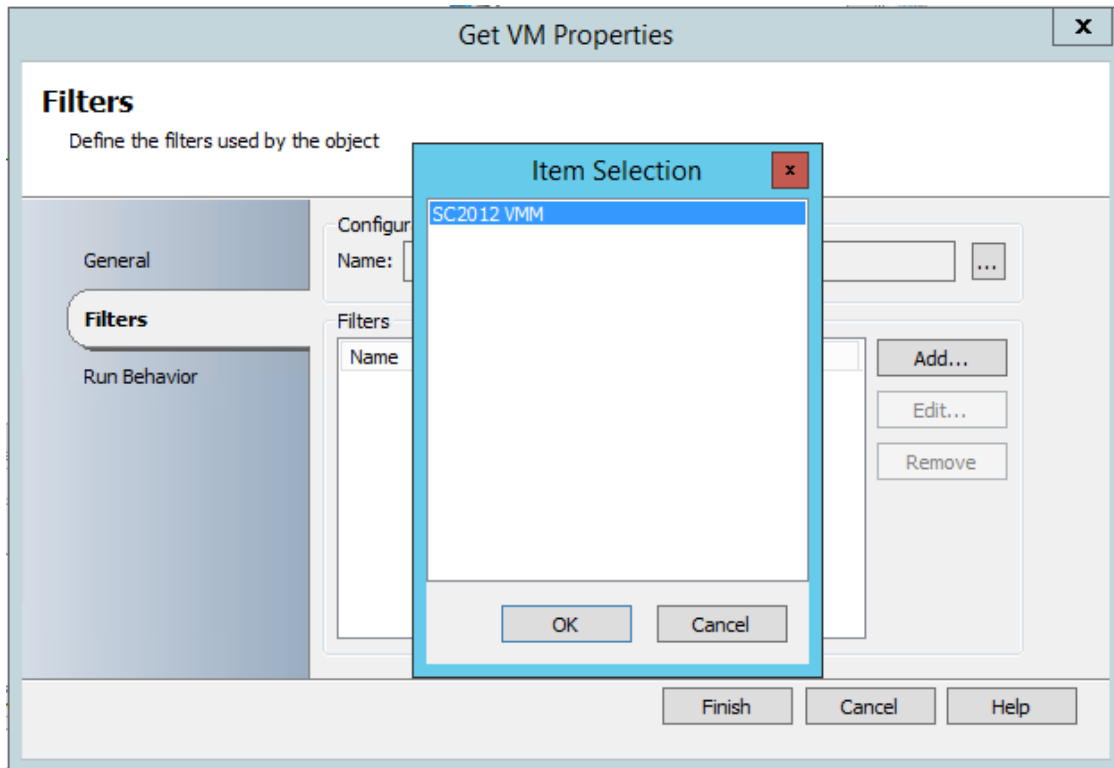 Get VM Properties
x
Filters
Define the filters used by the object
Item Selection
x
SC2012 VMM
General
Filters
Run Behavior
Configur
Name:
...
Filters
Name
Add...
Edit...
Remove
OK
Cancel
Finish
Cancel
Help